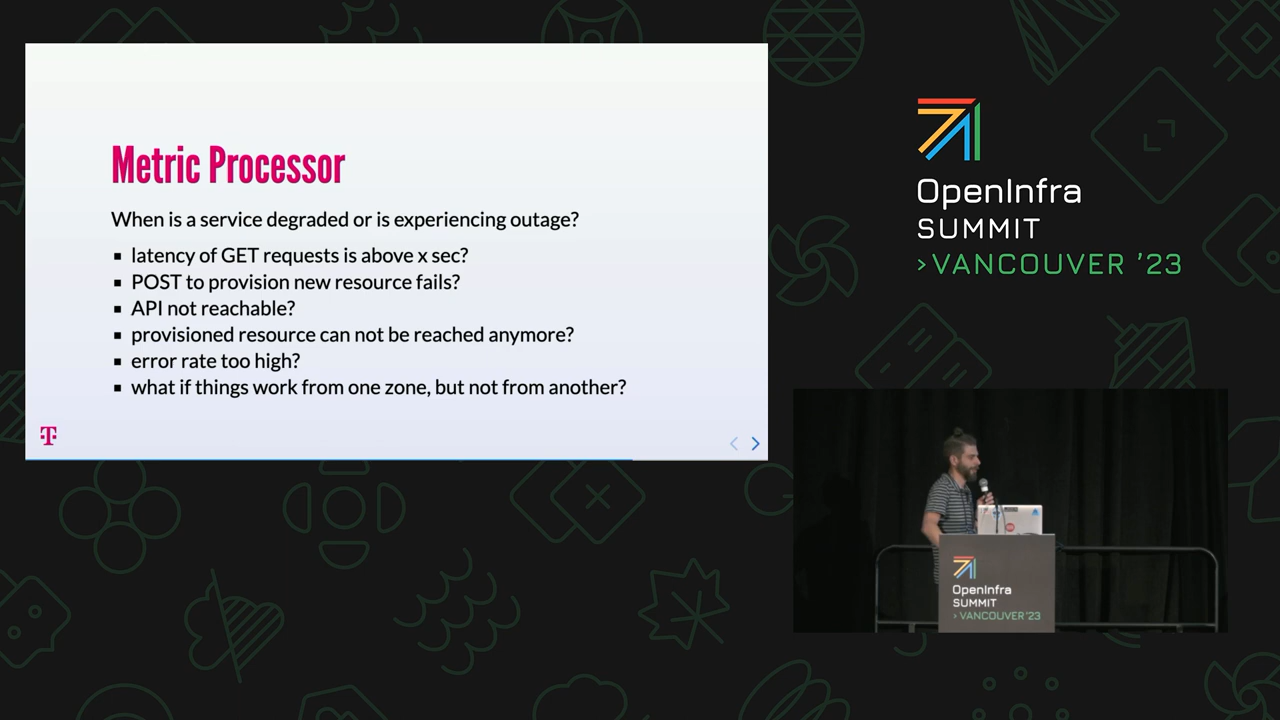 Metric Processor
When is a service degraded or is experiencing outage?
▪ latency of GET requests is above x sec?
▪ POST to provision new resource fails?
▪ API not reachable?
▪ provisioned resource can not be reached anymore?
▪ error rate too high?
▪ what if things work from one zone, but not from another?
T
OpenInfra
SUMMIT
>VANCOUVER '23
OpenInfra
SUMMIT
>VANCOUVER '23